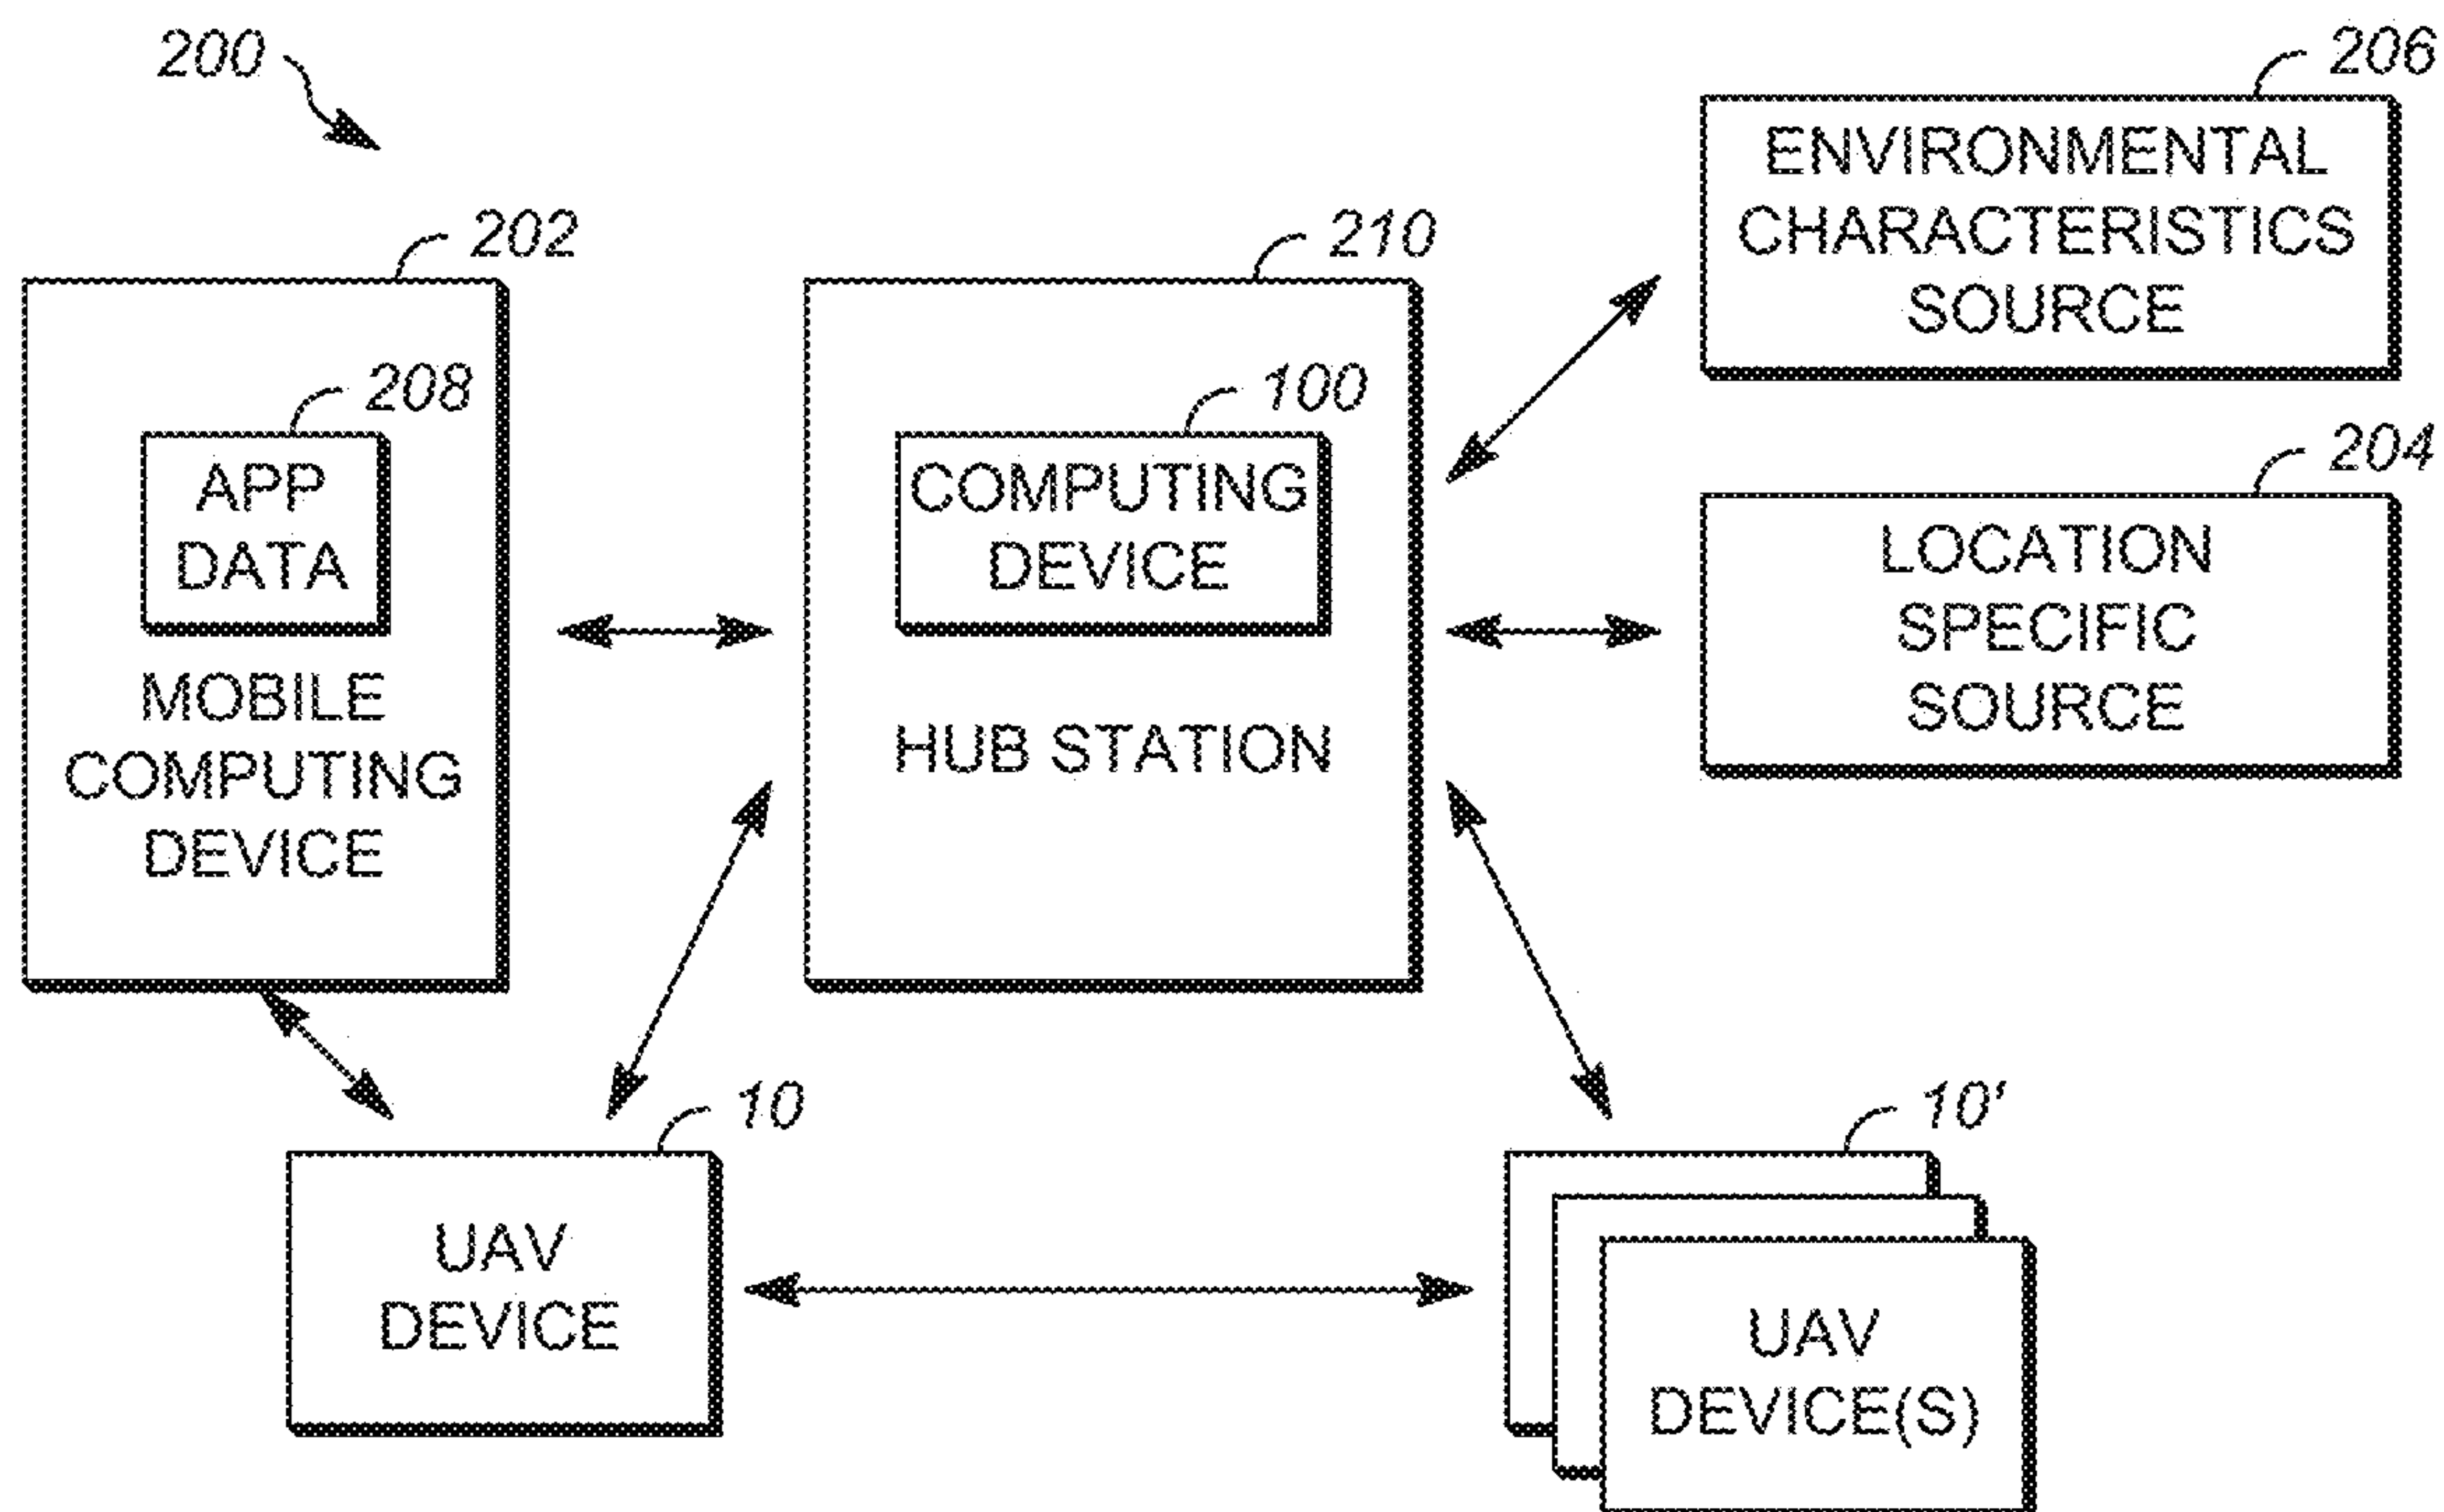 200
206
ENVIRONMENTAL
CHARACTERISTICS
SOURCE
202
208
APP
DATA
MOBILE
COMPUTING
DEVICE
210
100
COMPUTING
DEVICE
HUB STATION
204
LOCATION
SPECIFIC
SOURCE
10
UAV
DEVICE
10'
UAV
DEVICE(S)